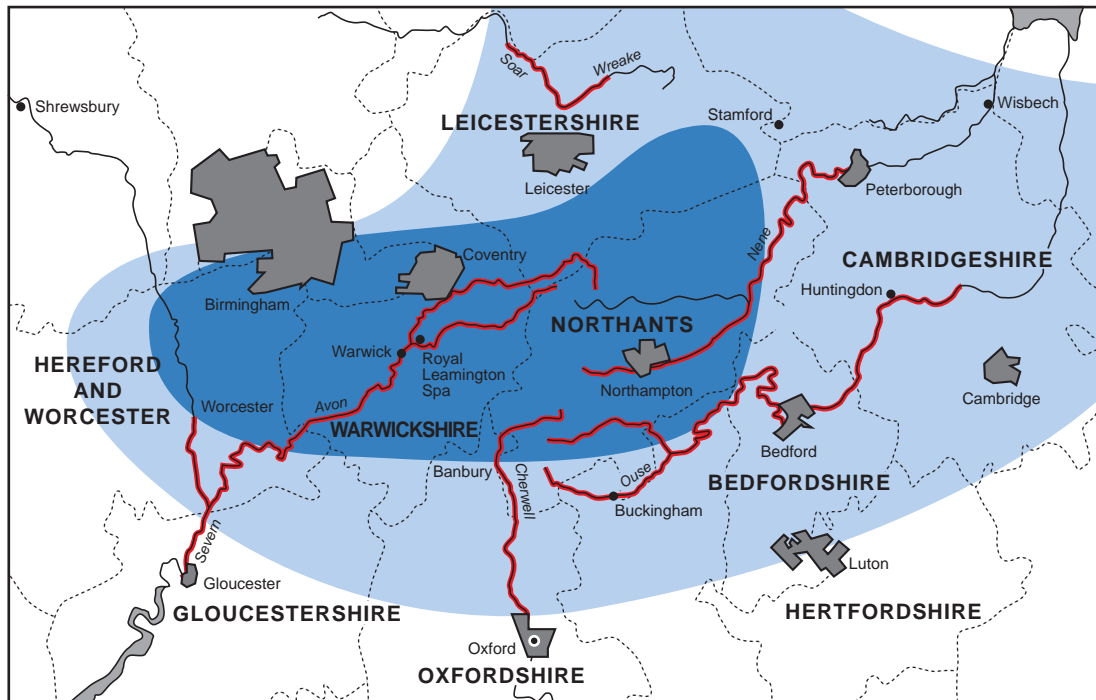 Soar
Wreake
Shrewsbury
Wisbech
Stamford
LEICESTERSHIRE
Leicester
Peterborough
Nene
Coventry
CAMBRIDGESHIRE
Birmingham
Huntingdon
NORTHANTS
Warwick
Royal
Leamington
Spa
HEREFORD
AND
WORCESTER
Northampton
Cambridge
Worcester
Avon
WARWICKSHIRE
Bedford
Banbury
Cherwell
Ouse
BEDFORDSHIRE
Buckingham
Severn
Luton
Gloucester
GLOUCESTERSHIRE
HERTFORDSHIRE
Oxford
OXFORDSHIRE